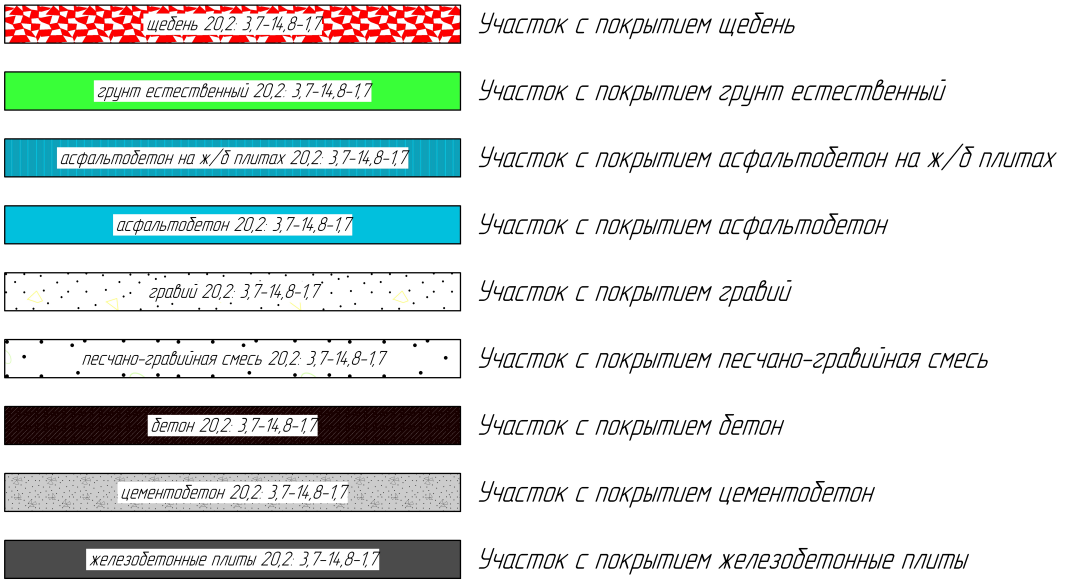 щебень 20,2: 3,7-14,8-1,7 Участок с покрытием щебень
грунт естественный 20,2: 3,7-14,8-1,7 Участок с покрытием грунт естественный
асфальтобетон на ж/б плитах 20,2: 3,7-14,8-1,7 Участок с покрытием асфальтобетон на ж/б плитах
асфальтобетон 20,2: 3,7-14,8-1,7 Участок с покрытием асфальтобетон
гравий 20,2: 3,7-14,8-1,7 Участок с покрытием гравий
песчано-гравийная смесь 20,2: 3,7-14,8-1,7 Участок с покрытием песчано-гравийная смесь
бетон 20,2: 3,7-14,8-1,7 Участок с покрытием бетон
цементобетон 20,2: 3,7-14,8-1,7 Участок с покрытием цементобетон
железобетонные плиты 20,2: 3,7-14,8-1,7 Участок с покрытием железобетонные плиты